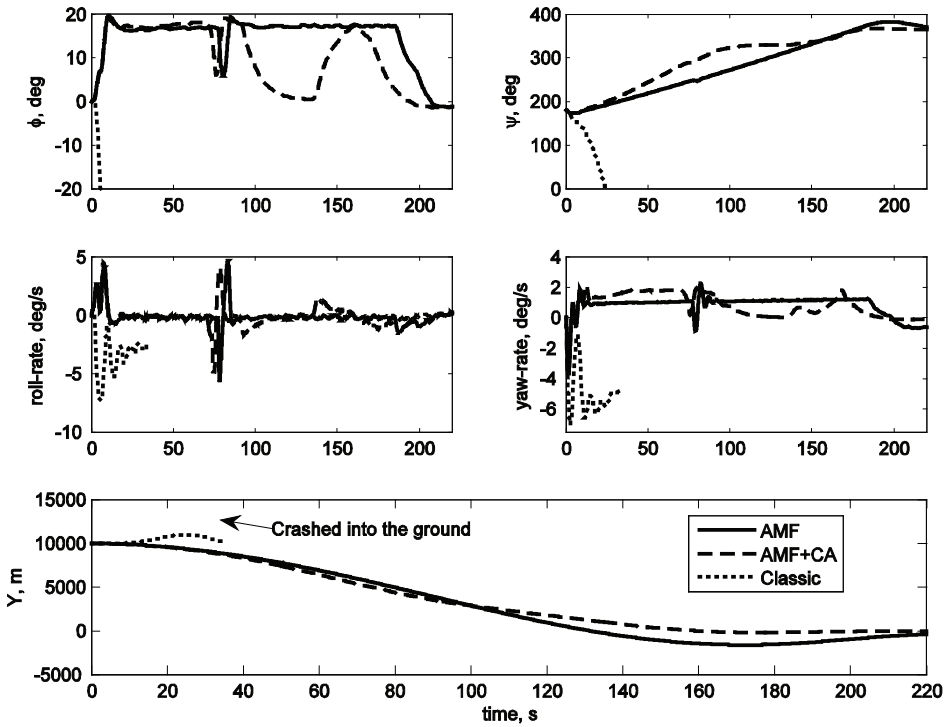 20
10
0
-10
-20
ϕ, deg
0 50 100 150 200
400
300
200
100
0
ψ, deg
0 50 100 150 200
5
0
-5
-10
roll-rate, deg/s
0 50 100 150 200
4
2
0
-2
-4
-6
yaw-rate, deg/s
0 50 100 150 200
15000
10000
5000
0
-5000
Y, m
Crashed into the ground
AMF
AMF+CA
Classic
0 20 40 60 80 100 120 140 160 180 200 220
time, s